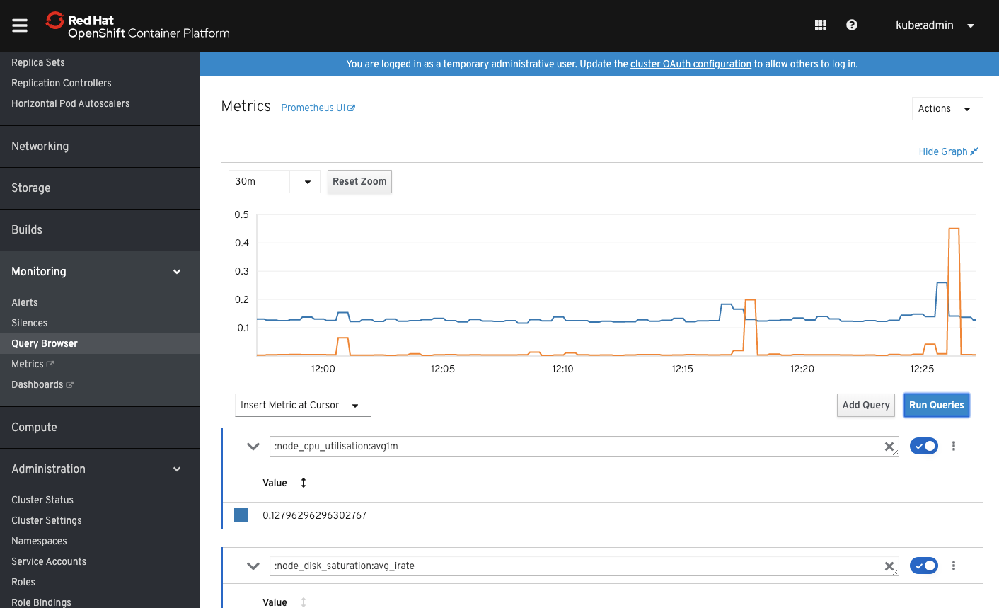 Red Hat
OpenShift Container Platform
kube:admin
Replica Sets
Replication Controllers
Horizontal Pod Autoscalers
Networking
Storage
Builds
Monitoring
Alerts
Silences
Query Browser
Metrics
Dashboards
Compute
Administration
Cluster Status
Cluster Settings
Namespaces
Service Accounts
Roles
Role Bindings
You are logged in as a temporary administrative user. Update the cluster OAuth configuration to allow others to log in.
Metrics Prometheus UI
Actions
Hide Graph
30m Reset Zoom
0.5
0.4
0.3
0.2
0.1
12:00 12:05 12:10 12:15 12:20 12:25
Insert Metric at Cursor Add Query Run Queries
:node_cpu_utilisation:avg1m
Value
0.12796296296302767
:node_disk_saturation:avg_irate
Value